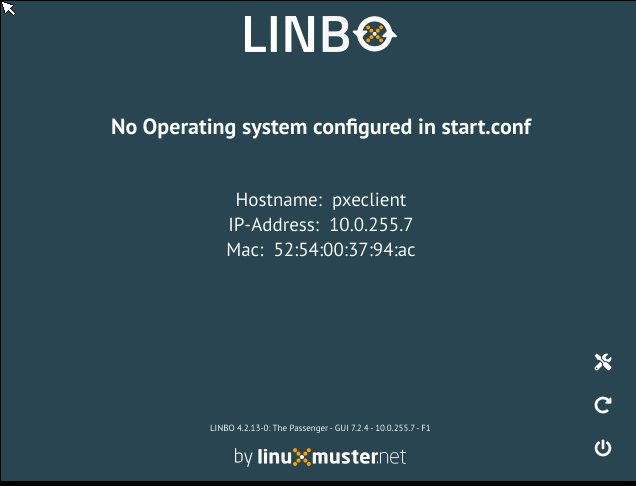 LINBO
No Operating system configured in start.conf
Hostname: pxeclient
IP-Address: 10.0.255.7
Mac: 52:54:00:37:94:ac
LINBO 4.2.13-0: The Passenger - GUI 7.2.4 - 10.0.255.7 - F1
by linuxmuster.net